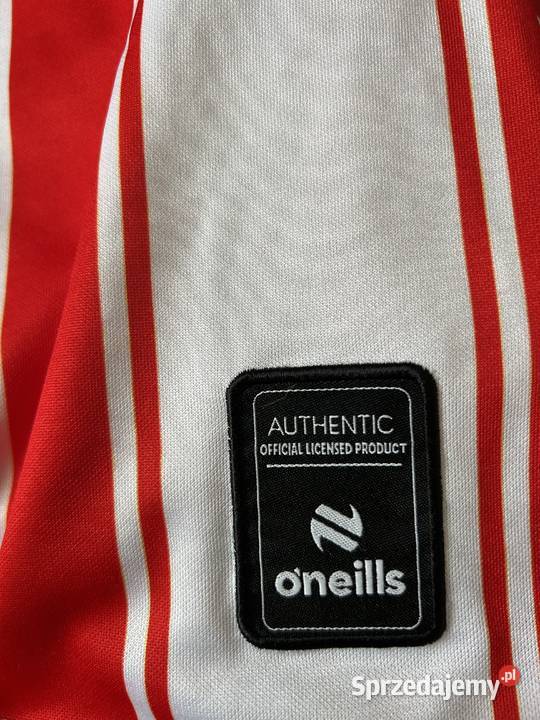 AUTHENTIC
OFFICIAL LICENSED PRODUCT
o'neills
Sprzedajemy.pl